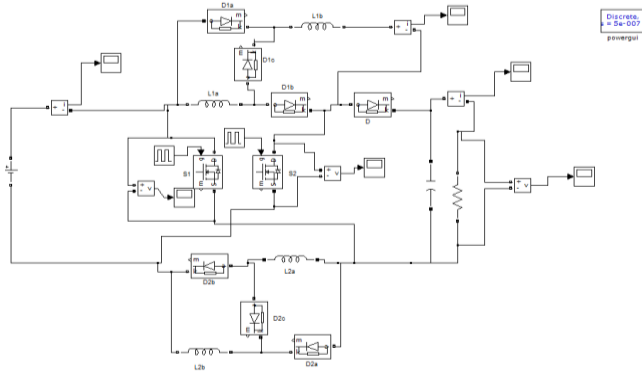 D1a
m
L1b
i
Discrete,
s = 5e-007
powergui
D1c
L1a
D1b
m
D
m
i
i
g
S1
g
S2
v
v
v
m
D2b
L2a
D2c
m
D2a
L2b